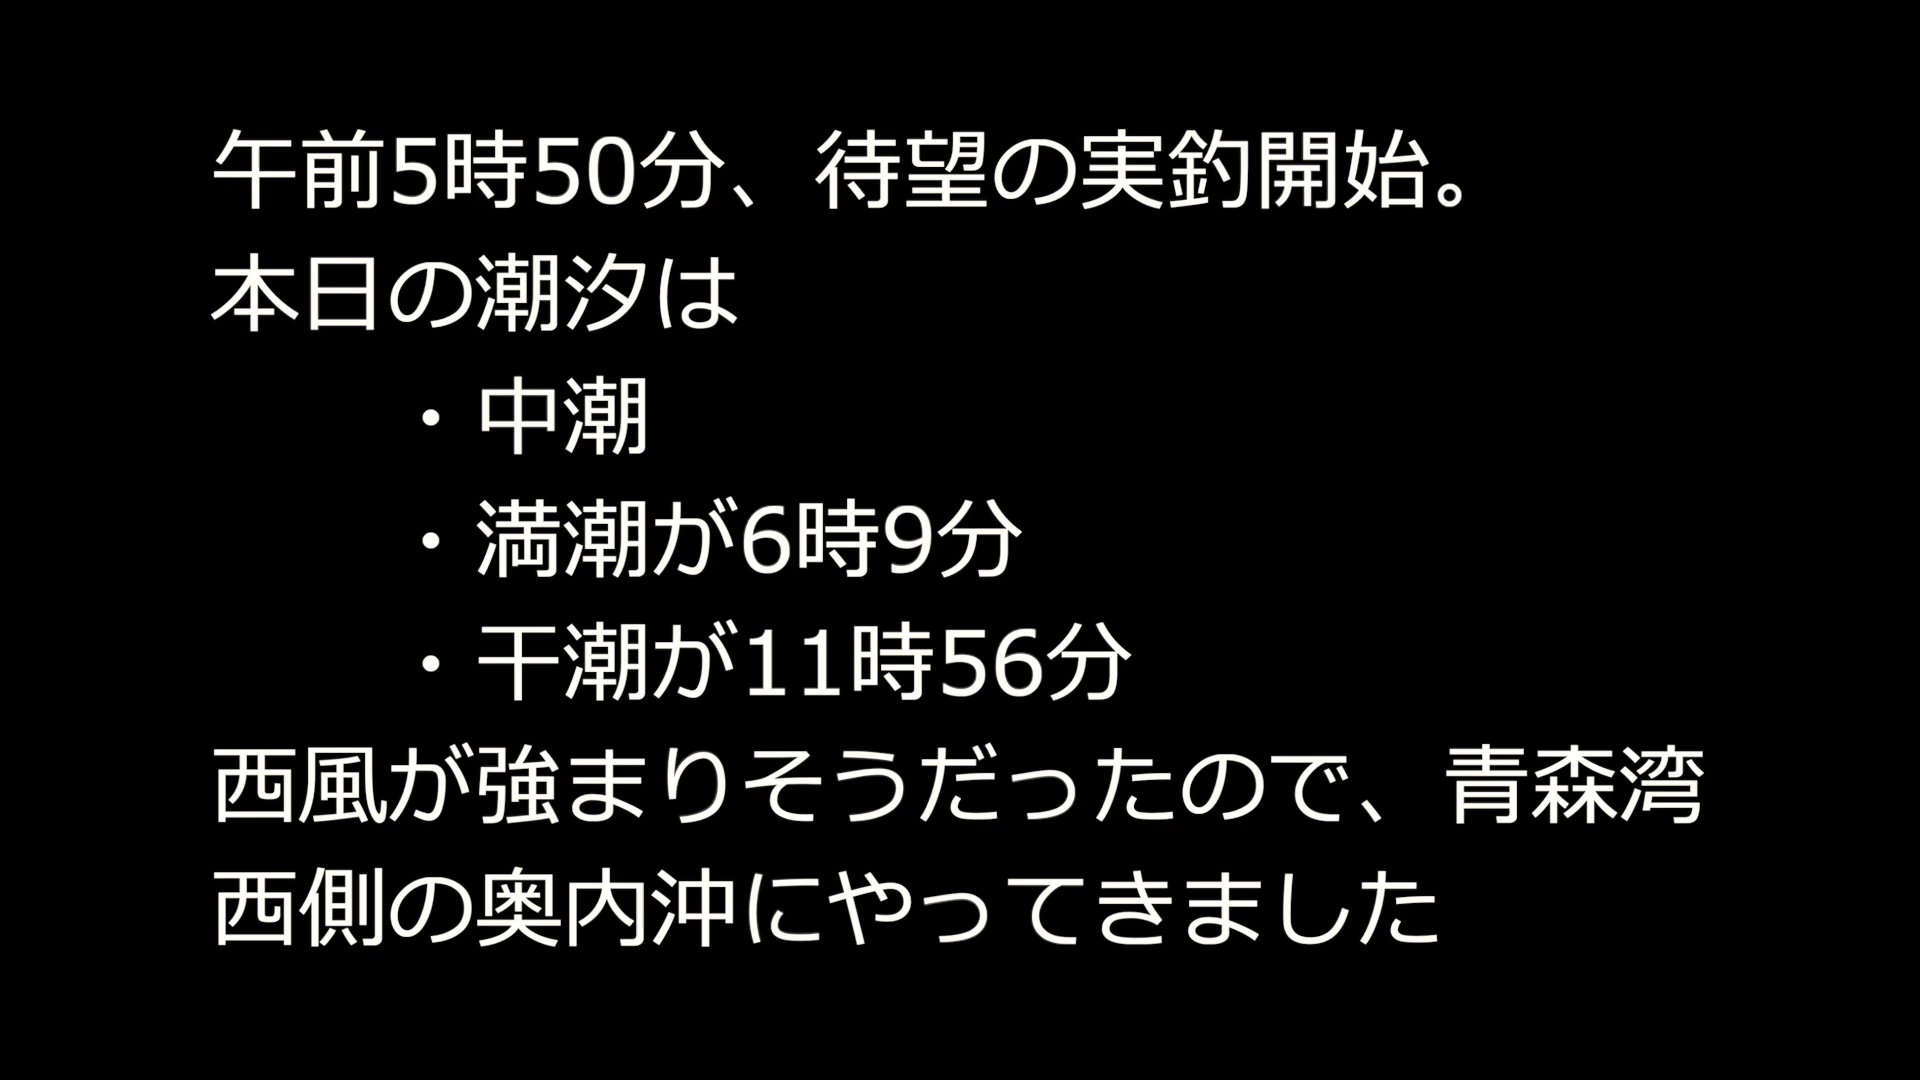 午前5時50分、待望の実釣開始。
本日の潮汐は
・中潮
・満潮が6時9分
・干潮が11時56分
西風が強まりそうだったので、青森湾
西側の奥内沖にやってきました